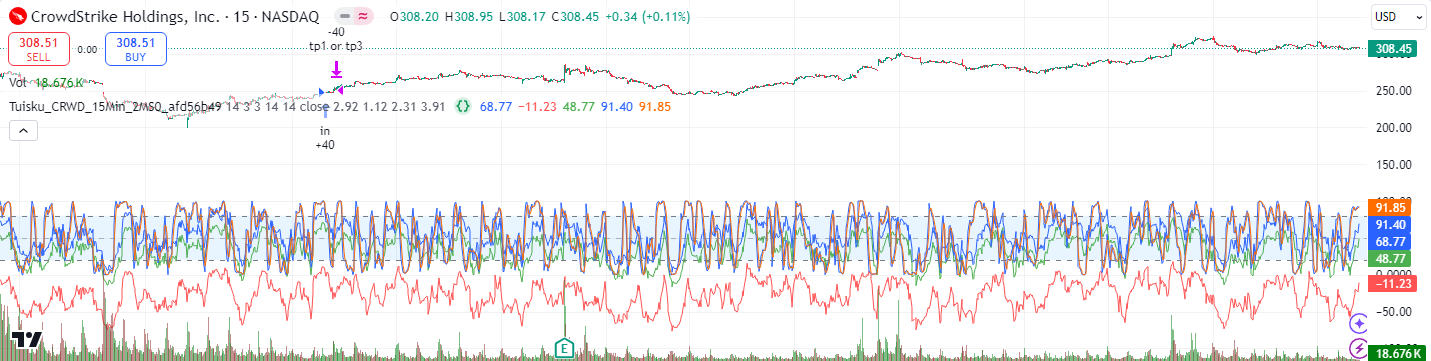 CrowdStrike Holdings, Inc. · 15 · NASDAQ O308.20 H308.95 L308.17 C308.45 +0.34 (+0.11%)
USD
308.51 SELL
0.00
308.51 BUY
-40
tp1 or tp3
308.45
Vol 18.676K
250.00
Tuisku_CRWD_15Min_2MS0_afd56b49 14 3 3 14 14 close 2.92 1.12 2.31 3.91 68.77 −11.23 48.77 91.40 91.85
200.00
in
+40
150.00
91.85
91.40
68.77
48.77
0.0000
−11.23
−50.00
E
18.676K